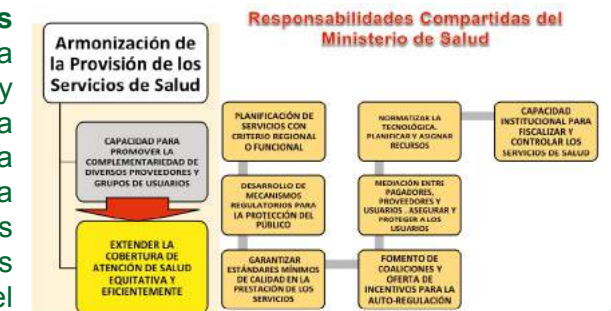 s
a
y
a
a
a
s
s
el
Responsabilidades Compartidas del
Ministerio de Salud
Armonización de
la Provisión de los
Servicios de Salud
CAPACIDAD PARA
PROMOVER LA
COMPLEMENTARIEDAD DE
DIVERSOS PROVEEDORES Y
GRUPOS DE USUARIOS
EXTENDER LA
COBERTURA DE
ATENCIÓN DE SALUD
EQUITATIVA Y
EFICIENTEMENTE
PLANIFICACIÓN DE
SERVICIOS CON
CRITERIO REGIONAL
O FUNCIONAL
DESARROLLO DE
MECANISMOS
REGULATORIOS PARA
LA PROTECCIÓN DEL
PÚBLICO
GARANTIZAR
ESTÁNDARES MÍNIMOS
DE CALIDAD EN LA
PRESTACIÓN DE LOS
SERVICIOS
NORMATIZAR LA
TECNOLÓGICA.
PLANIFICAR Y ASIGNAR
RECURSOS
MEDIACIÓN ENTRE
PAGADORES,
PROVEEDORES Y
USUARIOS . ASEGURAR Y
PROTEGER A LOS
USUARIOS
FOMENTO DE
COALICIONES Y
OFERTA DE
INCENTIVOS PARA LA
AUTO-REGULACIÓN
CAPACIDAD
INSTITUCIONAL PARA
FISCALIZAR Y
CONTROLAR LOS
SERVICIOS DE SALUD